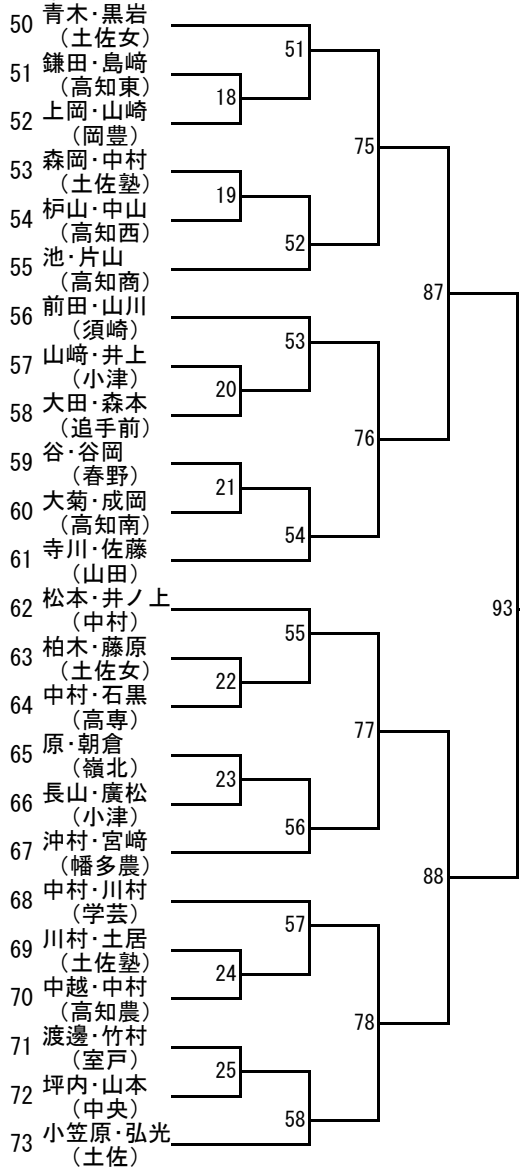 50 青木・黒岩
（土佐女）
51 鎌田・島﨑
（高知東）
52 上岡・山崎
（岡豊）
53 森岡・中村
（土佐塾）
54 枦山・中山
（高知西）
55 池・片山
（高知商）
56 前田・山川
（須崎）
57 山﨑・井上
（小津）
58 大田・森本
（追手前）
59 谷・谷岡
（春野）
60 大菊・成岡
（高知南）
61 寺川・佐藤
（山田）
62 松本・井ノ上
（中村）
63 柏木・藤原
（土佐女）
64 中村・石黒
（高専）
65 原・朝倉
（嶺北）
66 長山・廣松
（小津）
67 沖村・宮﨑
（幡多農）
68 中村・川村
（学芸）
69 川村・土居
（土佐塾）
70 中越・中村
（高知農）
71 渡邊・竹村
（室戸）
72 坪内・山本
（中央）
73 小笠原・弘光
（土佐）
18
19
20
21
22
23
24
25
51
52
53
54
55
56
57
58
75
76
77
78
87
88
93